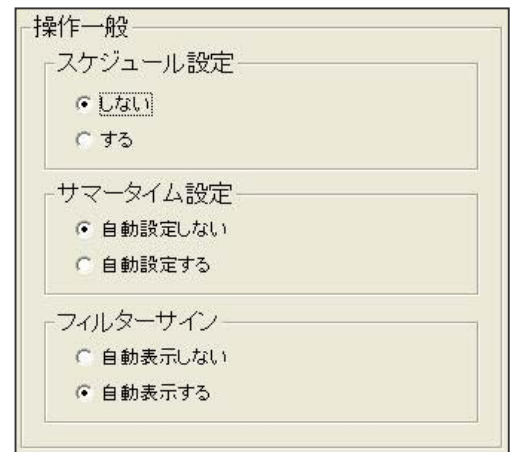 操作一般
スケジュール設定
しない
する
サマータイム設定
自動設定しない
自動設定する
フィルターサイン
自動表示しない
自動表示する